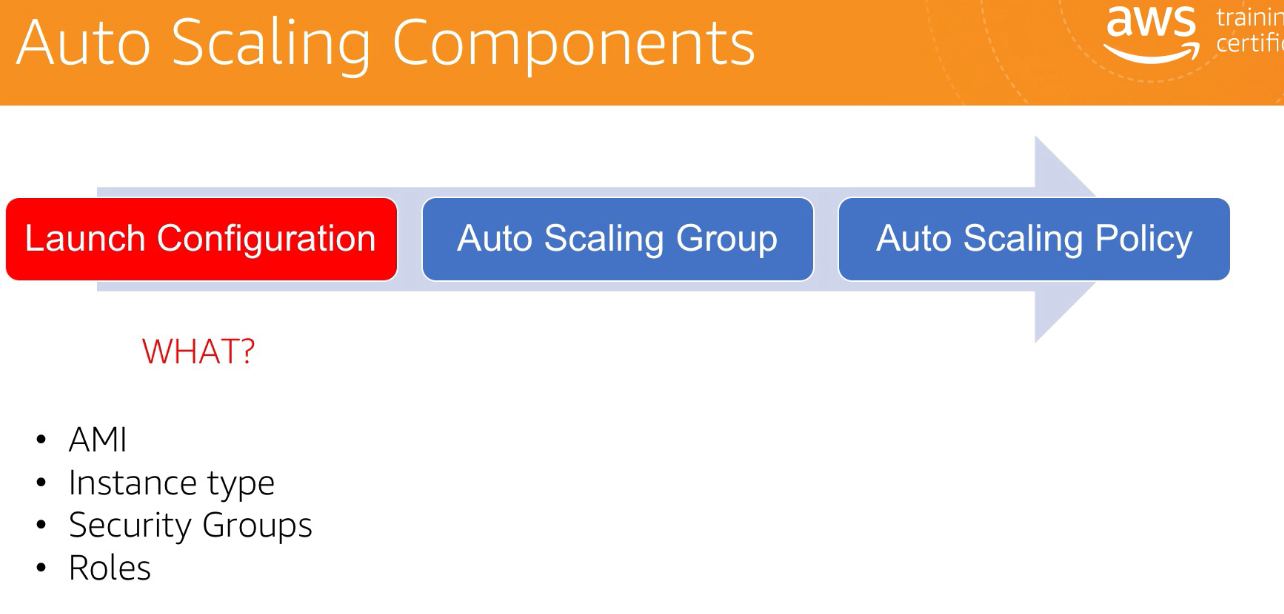 Auto Scaling Components
aws
Launch Configuration
Auto Scaling Group
Auto Scaling Policy
WHAT?
• AMI
• Instance type
• Security Groups
• Roles